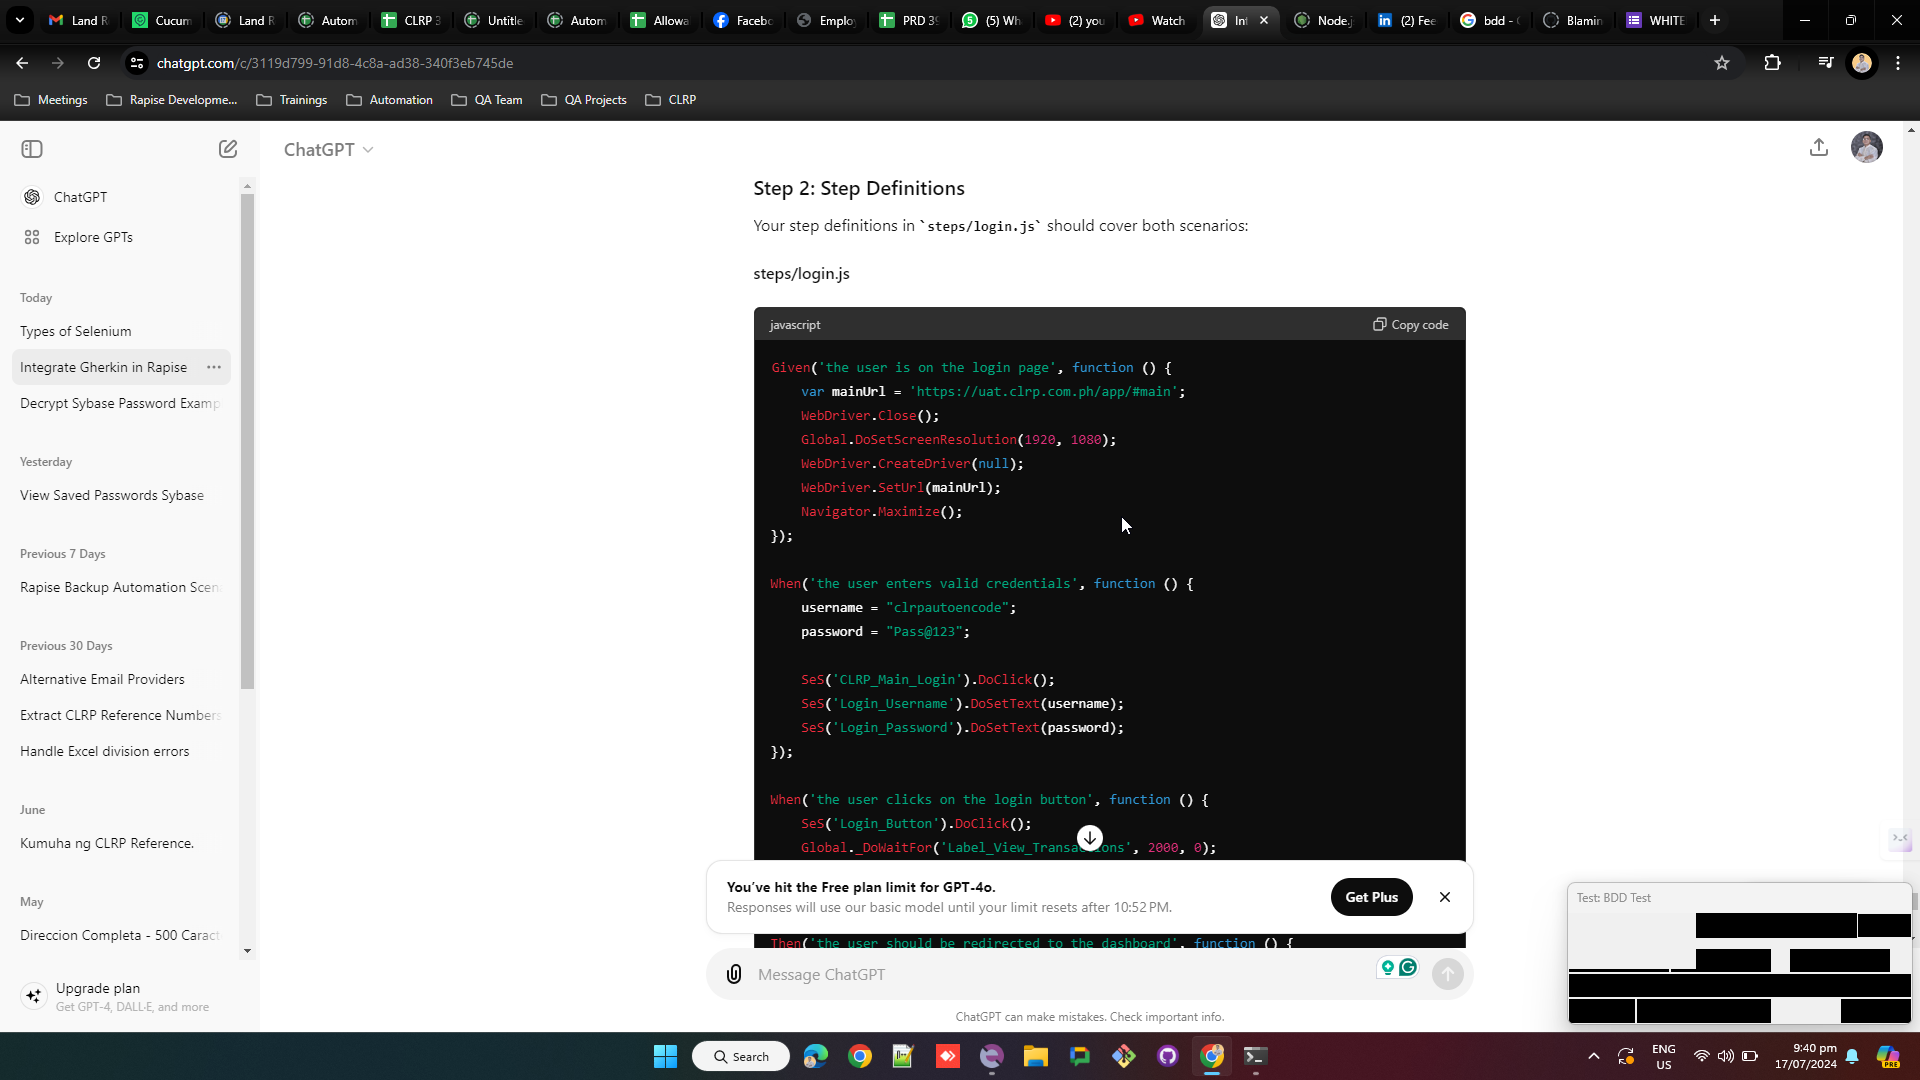 Land R
Cucum
Land R
Autom
CLRP 3
Untitle
Autom
Allowa
Facebo
Employ
PRD 39
(5) Wh
(2) you
Watch
Int
Node.j
(2) Fee
bdd - G
Blamin
WHITE
chatgpt.com/c/3119d799-91d8-4c8a-ad38-340f3eb745de
Meetings
Rapise Developme...
Trainings
Automation
QA Team
QA Projects
CLRP
ChatGPT
ChatGPT
Explore GPTs
Today
Types of Selenium
Integrate Gherkin in Rapise
Decrypt Sybase Password Examp
Yesterday
View Saved Passwords Sybase
Previous 7 Days
Rapise Backup Automation Scen
Previous 30 Days
Alternative Email Providers
Extract CLRP Reference Numbers
Handle Excel division errors
June
Kumuha ng CLRP Reference.
May
Direccion Completa - 500 Caract
Upgrade plan
Get GPT-4, DALL·E, and more
Step 2: Step Definitions
Your step definitions in `steps/login.js` should cover both scenarios:
steps/login.js
javascript
Copy code
Given('the user is on the login page', function () {
var mainUrl = 'https://uat.clrp.com.ph/app/#main';
WebDriver.Close();
Global.DoSetScreenResolution(1920, 1080);
WebDriver.CreateDriver(null);
WebDriver.SetUrl(mainUrl);
Navigator.Maximize();
});
When('the user enters valid credentials', function () {
username = "clrpautoencode";
password = "Pass@123";
SeS('CLRP_Main_Login').DoClick();
SeS('Login_Username').DoSetText(username);
SeS('Login_Password').DoSetText(password);
});
When('the user clicks on the login button', function () {
SeS('Login_Button').DoClick();
Global._DoWaitFor('Label_View_Transactions', 2000, 0);
You've hit the Free plan limit for GPT-4o.
Responses will use our basic model until your limit resets after 10:52 PM.
Get Plus
Then('the user should be redirected to the dashboard', function () {
Message ChatGPT
ChatGPT can make mistakes. Check important info.
Test: BDD Test
Search
ENG
US
9:40 pm
17/07/2024
PRE